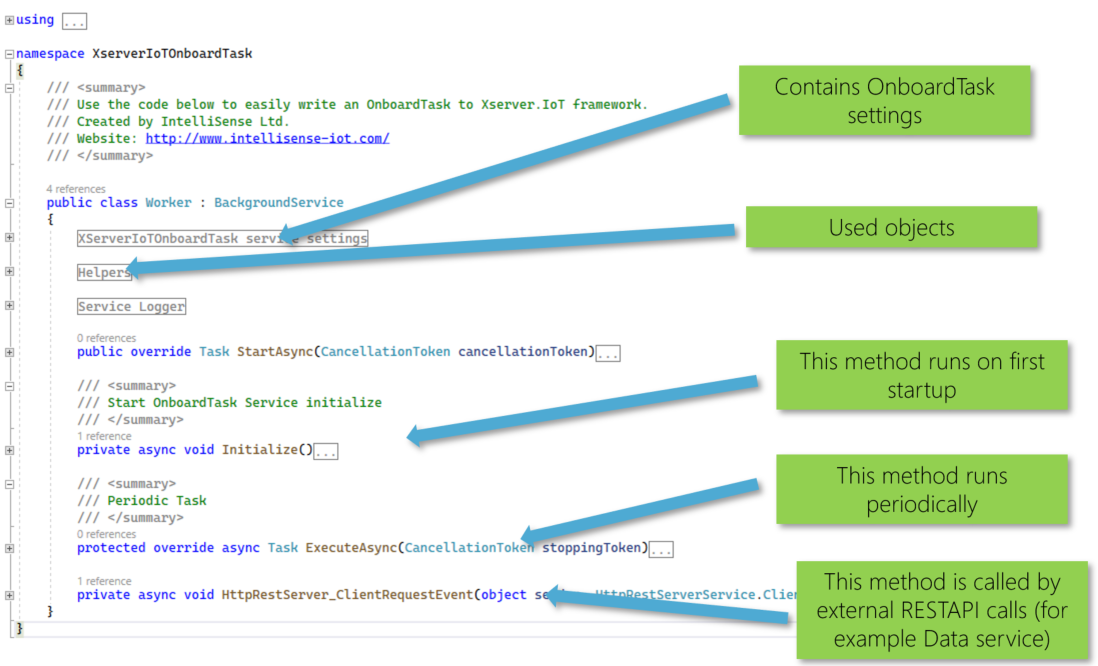 using ...
namespace XserverIoTOnboardTask
{
/// <summary>
/// Use the code below to easily write an OnboardTask to Xserver.IoT framework.
/// Created by IntelliSense Ltd.
/// Website: http://www.intellisense-iot.com/
/// </summary>
Contains OnboardTask
settings
4 references
public class Worker : BackgroundService
{
XServerIoTOnboardTask service settings
Used objects
Helpers
Service Logger
0 references
public override Task StartAsync(CancellationToken cancellationToken)...
This method runs on first
startup
/// <summary>
/// Start OnboardTask Service initialize
/// </summary>
1 reference
private async void Initialize()...
This method runs
periodically
/// <summary>
/// Periodic Task
/// </summary>
0 references
protected override async Task ExecuteAsync(CancellationToken stoppingToken)...
1 reference
private async void HttpRestServer_ClientRequestEvent(object HttpRestServerService.Clien
This method is called by
external RESTAPI calls (for
example Data service)
}
}